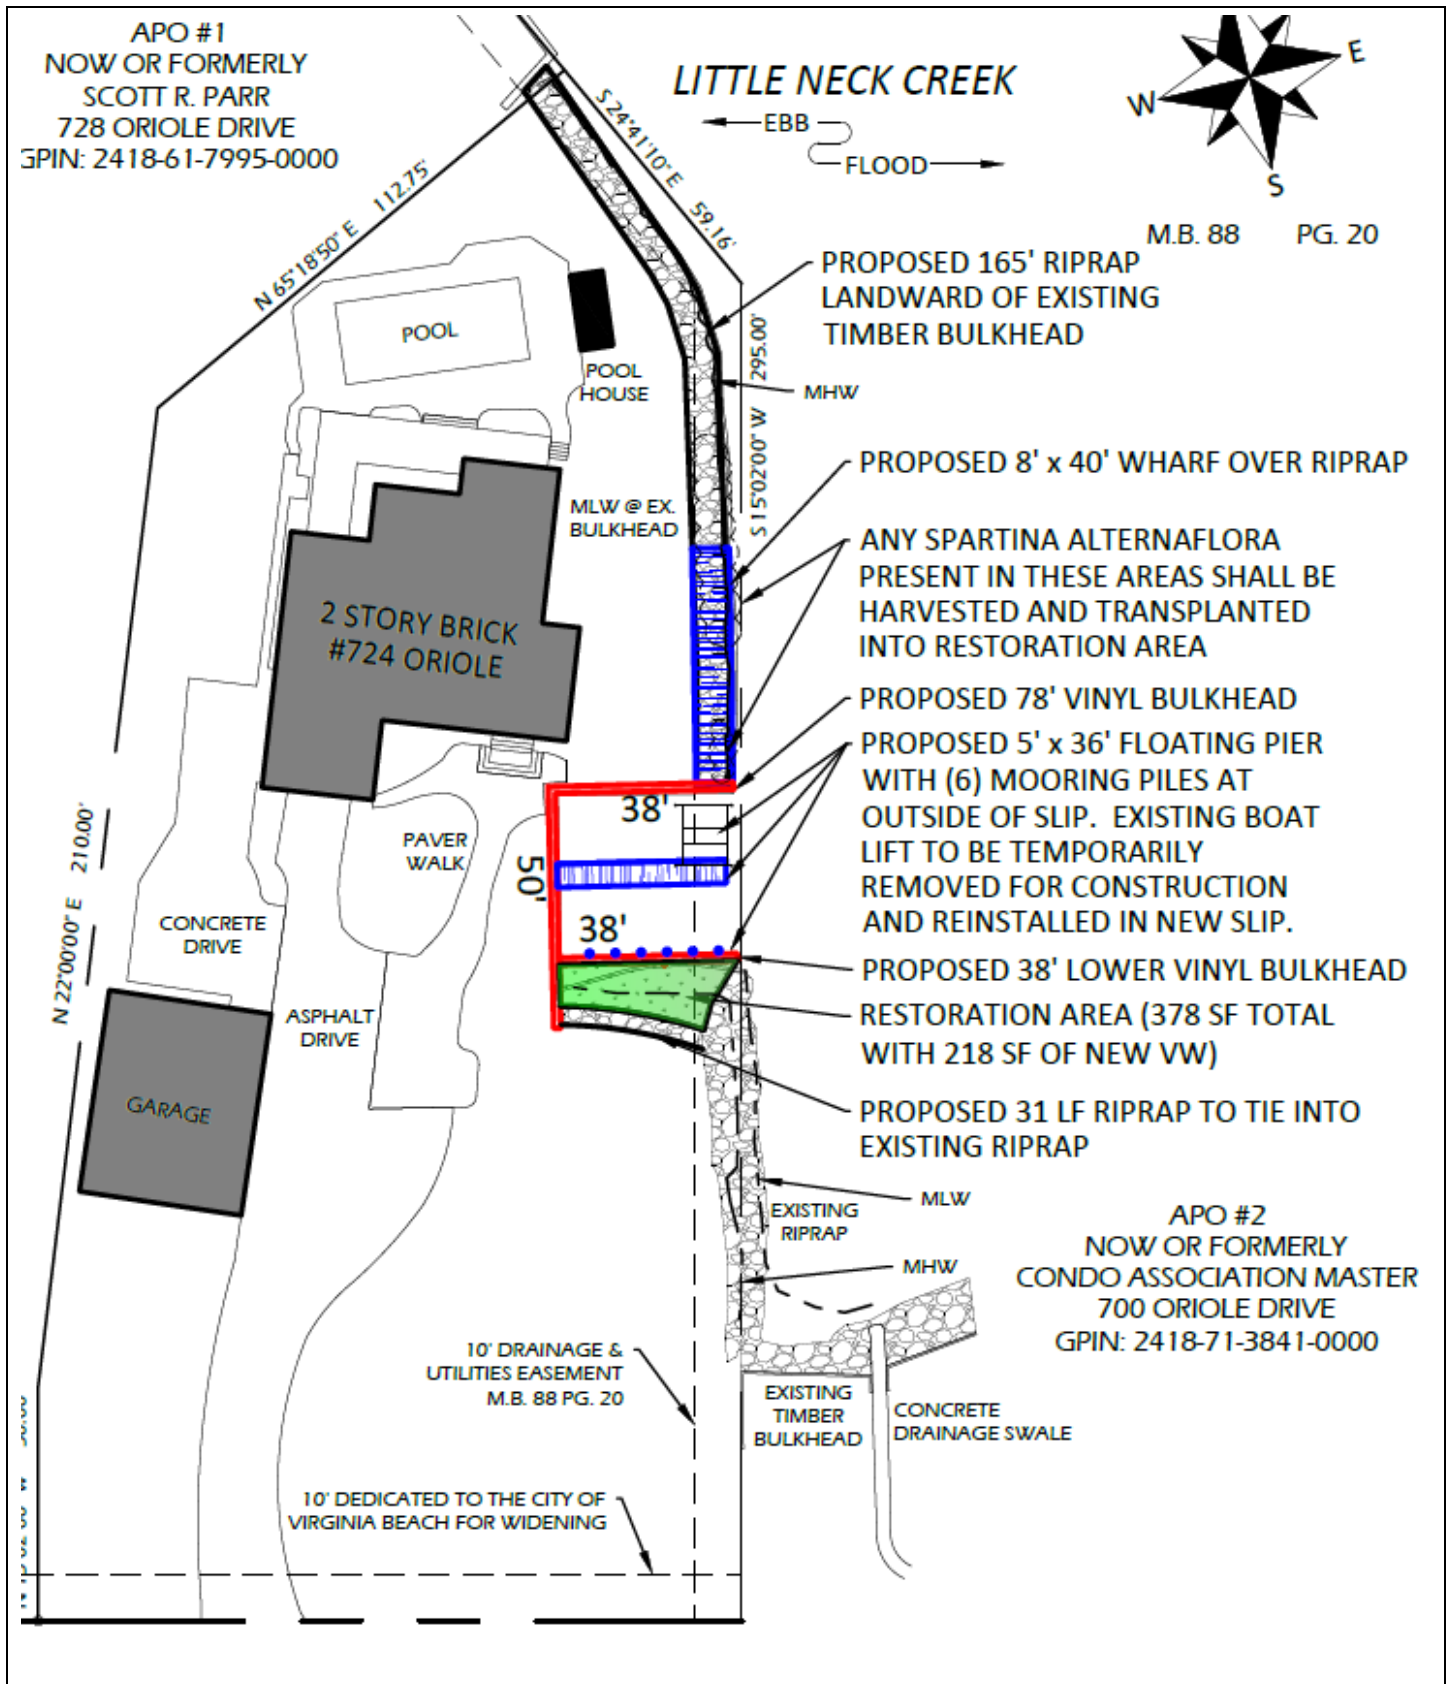 APO #1
NOW OR FORMERLY
SCOTT R. PARR
728 ORIOLE DRIVE
GPIN: 2418-61-7995-0000
LITTLE NECK CREEK
EBB
FLOOD
E
W
S
M.B. 88 PG. 20
S 24°41'10" E 59.16'
N 65°18'50" E 112.75'
PROPOSED 165' RIPRAP
LANDWARD OF EXISTING
TIMBER BULKHEAD
POOL
POOL
HOUSE
MHW
S 15°02'00" W 295.00'
PROPOSED 8' x 40' WHARF OVER RIPRAP
MLW @ EX.
BULKHEAD
ANY SPARTINA ALTERNAFLORA
PRESENT IN THESE AREAS SHALL BE
HARVESTED AND TRANSPLANTED
INTO RESTORATION AREA
2 STORY BRICK
#724 ORIOLE
PROPOSED 78' VINYL BULKHEAD
PROPOSED 5' x 36' FLOATING PIER
WITH (6) MOORING PILES AT
OUTSIDE OF SLIP. EXISTING BOAT
LIFT TO BE TEMPORARILY
REMOVED FOR CONSTRUCTION
AND REINSTALLED IN NEW SLIP.
38'
50'
38'
PAVER
WALK
N 22°00'00" E 210.00'
CONCRETE
DRIVE
PROPOSED 38' LOWER VINYL BULKHEAD
RESTORATION AREA (378 SF TOTAL
WITH 218 SF OF NEW VW)
ASPHALT
DRIVE
GARAGE
PROPOSED 31 LF RIPRAP TO TIE INTO
EXISTING RIPRAP
MLW
EXISTING
RIPRAP
MHW
APO #2
NOW OR FORMERLY
CONDO ASSOCIATION MASTER
700 ORIOLE DRIVE
GPIN: 2418-71-3841-0000
10' DRAINAGE &
UTILITIES EASEMENT
M.B. 88 PG. 20
EXISTING
TIMBER
BULKHEAD
CONCRETE
DRAINAGE SWALE
10' DEDICATED TO THE CITY OF
VIRGINIA BEACH FOR WIDENING